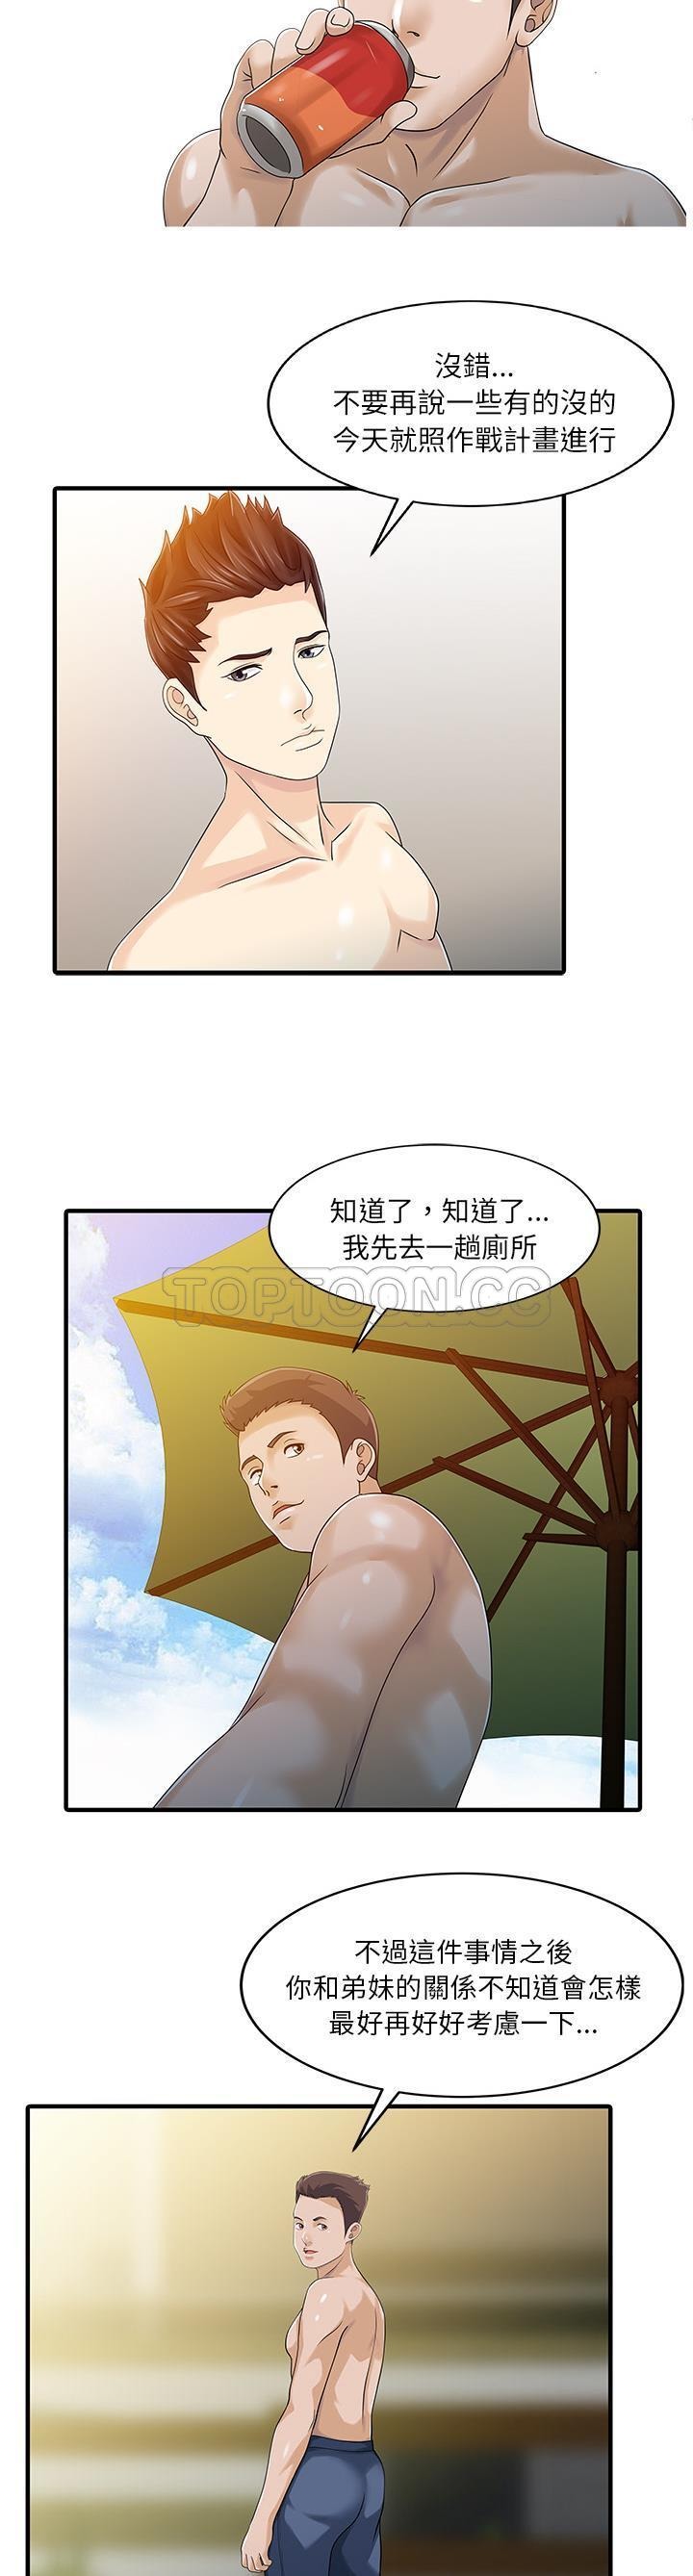 沒錯...
不要再說一些有的沒的
今天就照作戰計畫進行
知道了，知道了...
我先去一趟廁所
TOPTOON.CC
不過這件事情之後
你和弟妹的關係不知道會怎樣
最好再好好考慮一下...